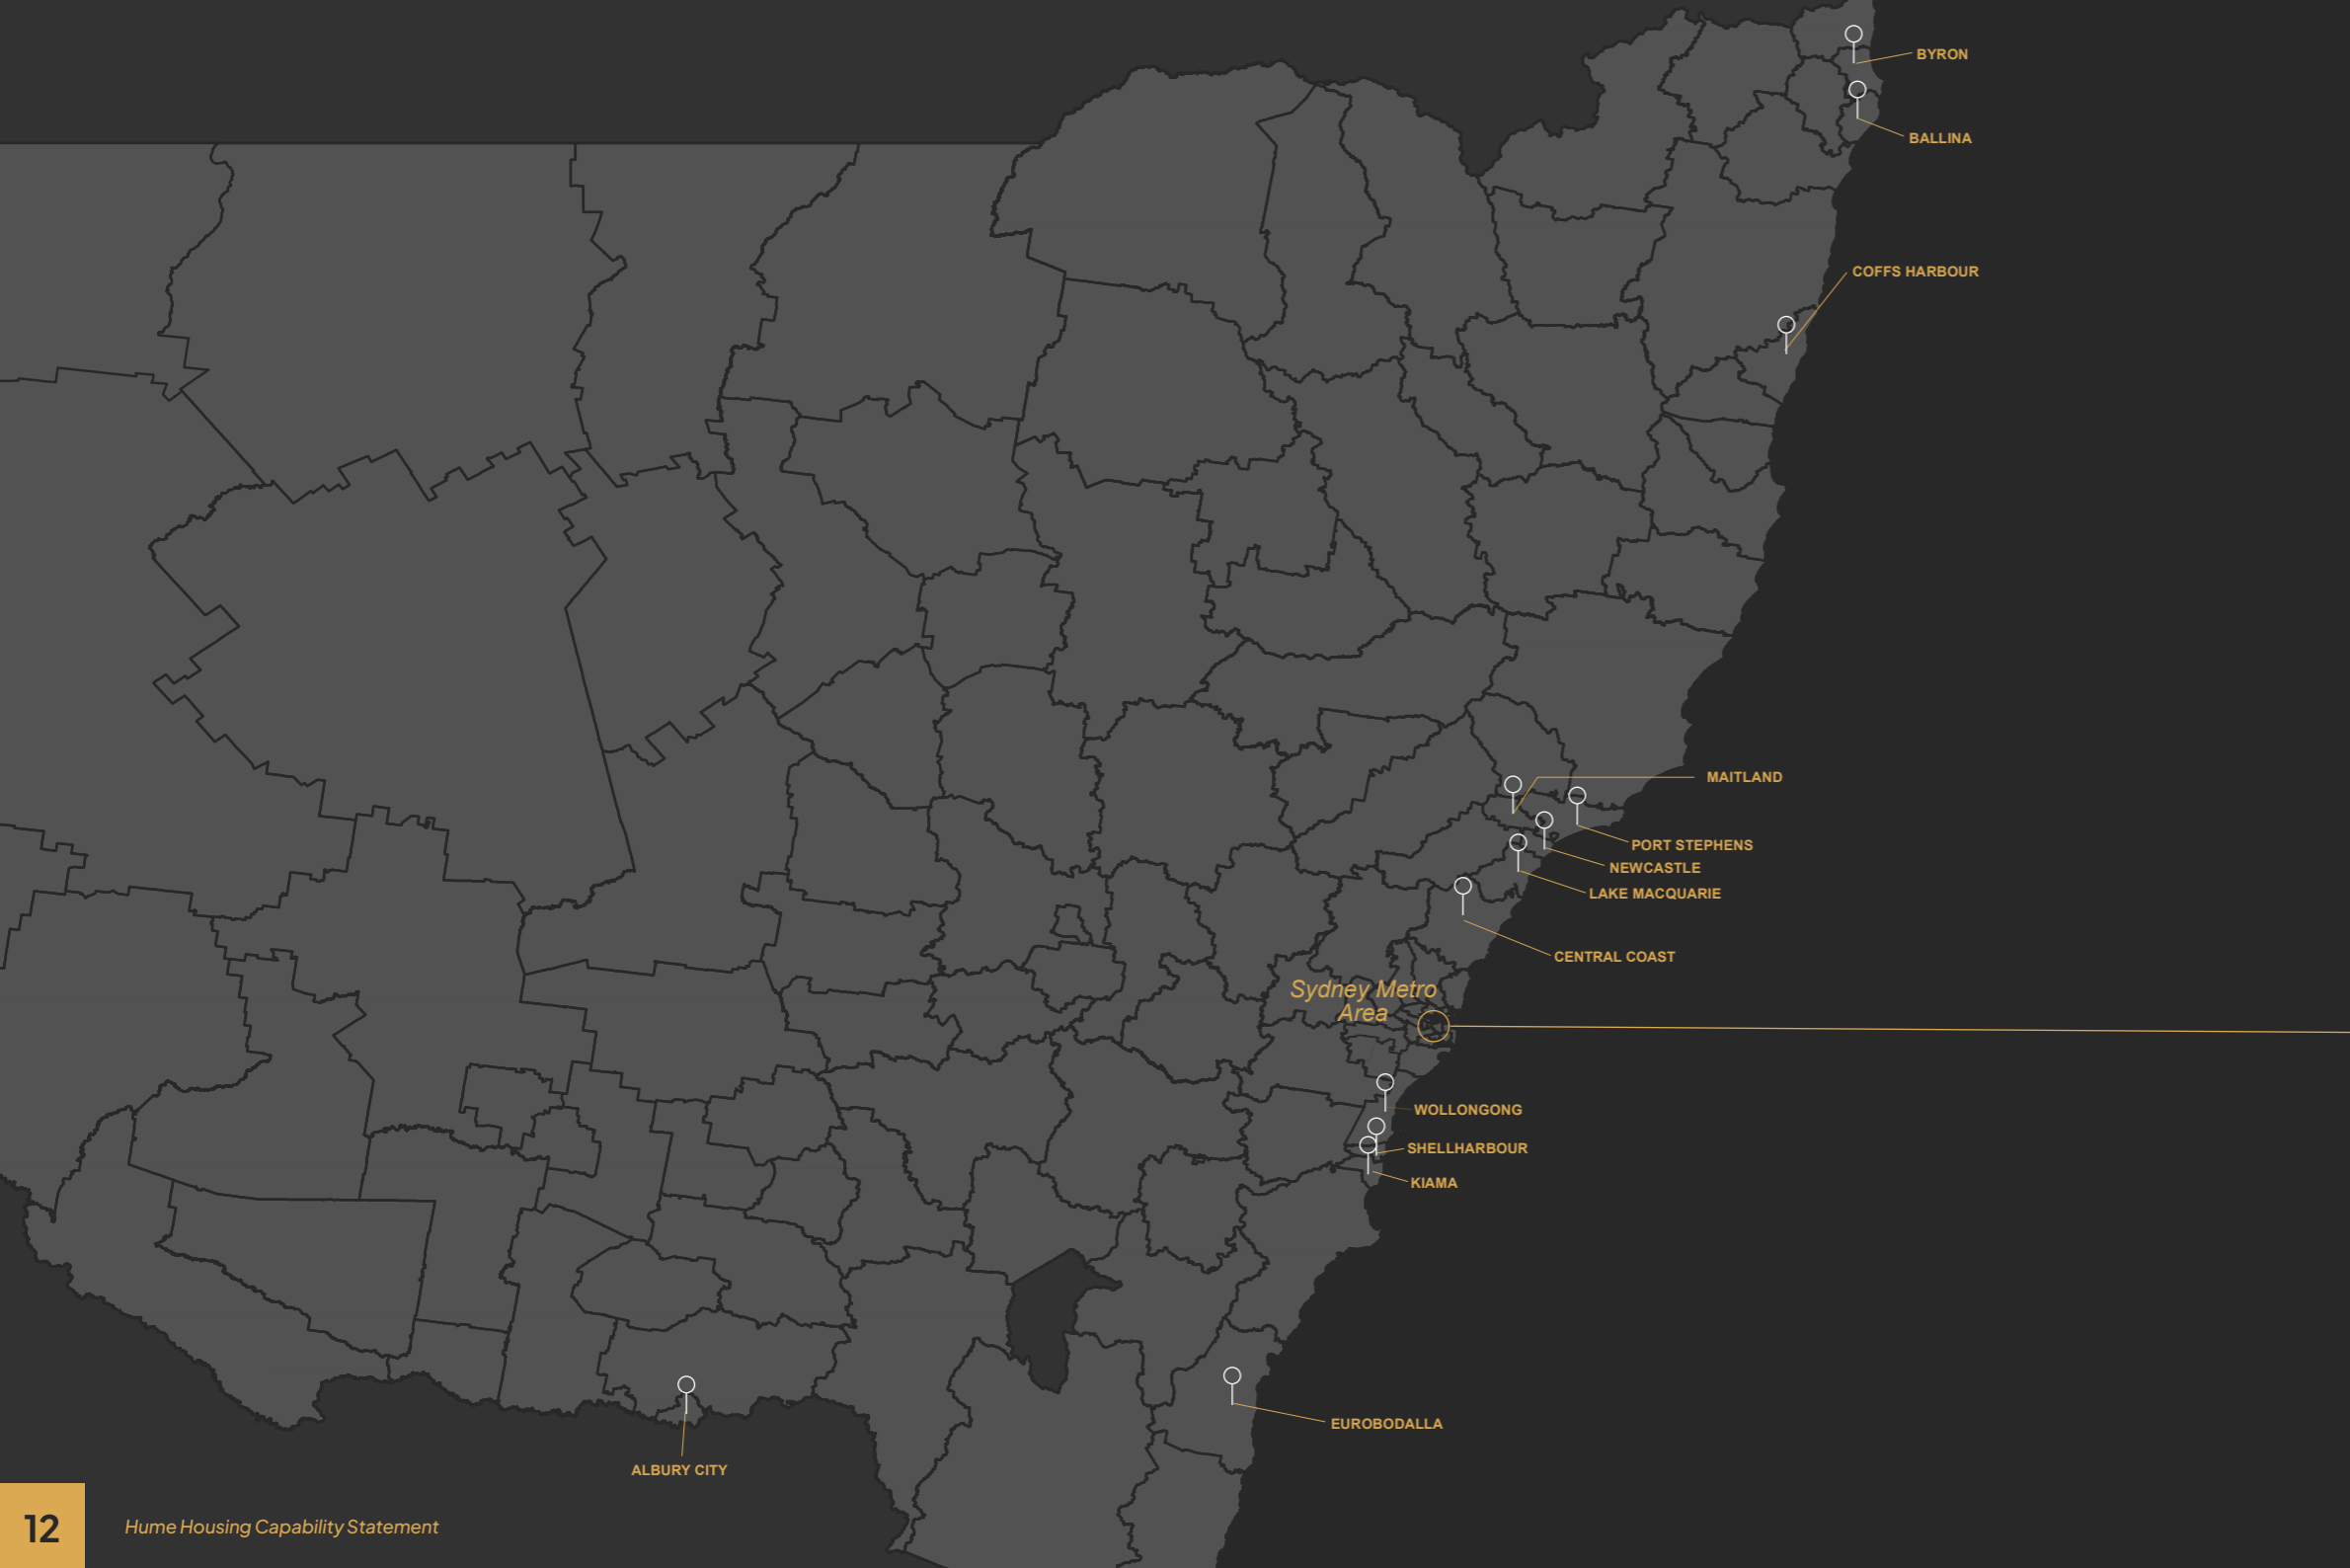 BYRON
BALLINA
COFFS HARBOUR
MAITLAND
PORT STEPHENS
NEWCASTLE
LAKE MACQUARIE
CENTRAL COAST
Sydney Metro
Area
WOLLONGONG
SHELLHARBOUR
KIAMA
EUROBODALLA
ALBURY CITY
12
Hume Housing Capability Statement